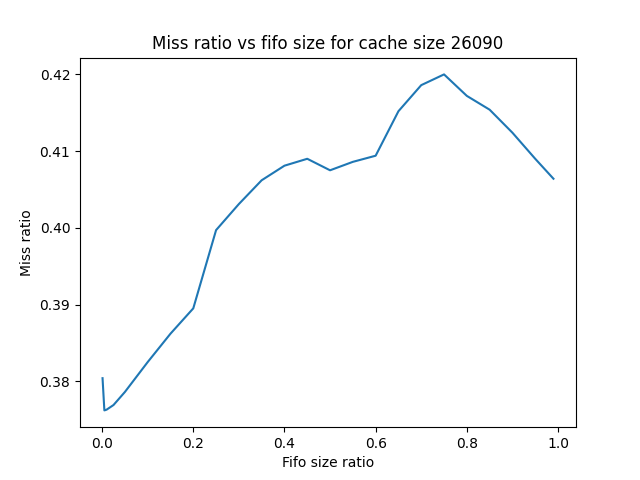 Miss ratio vs fifo size for cache size 26090
0.42
0.41
0.40
0.39
0.38
Miss ratio
0.0 0.2 0.4 0.6 0.8 1.0
Fifo size ratio